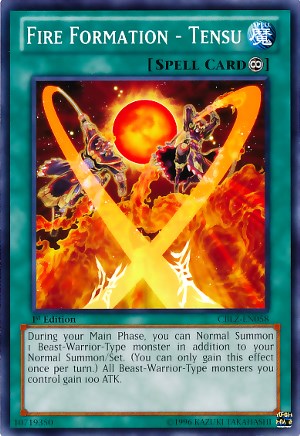 FIRE FORMATION - TENSU
魔
[SPELL CARD]
1st Edition
CBLZ-EN058
During your Main Phase, you can Normal Summon
1 Beast-Warrior-Type monster in addition to your
Normal Summon/Set. (You can only gain this effect
once per turn.) All Beast-Warrior-Type monsters
you control gain 100 ATK.
10719350
©1996 KAZUKI TAKAHASHI